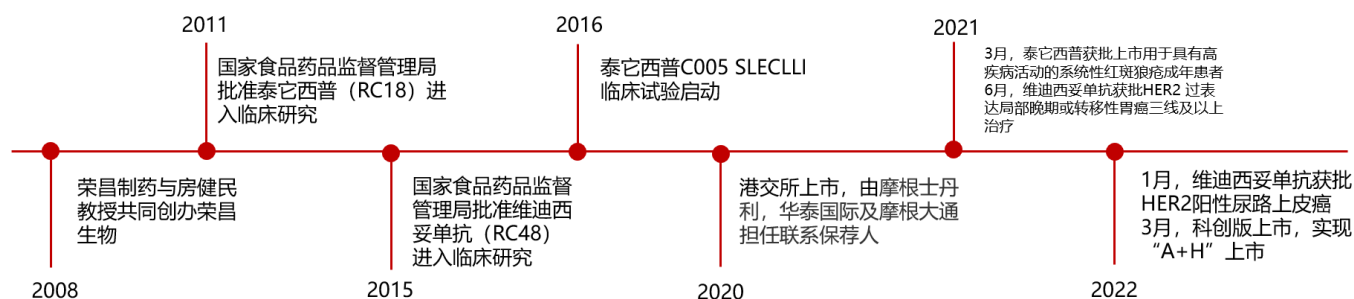 2011
国家食品药品监督管理局
批准泰它西普（RC18）进
入临床研究
2016
泰它西普C005 SLECLLI
临床试验启动
2021
3月，泰它西普获批上市用于具有高
疾病活动的系统性红斑狼疮成年患者
6月，维迪西妥单抗获批HER2 过表
达局部晚期或转移性胃癌三线及以上
治疗
荣昌制药与房健民
教授共同创办荣昌
生物
2008
国家食品药品监督
管理局批准维迪西
妥单抗（RC48）
进入临床研究
2015
港交所上市，由摩根士丹
利，华泰国际及摩根大通
担任联系保荐人
2020
1月，维迪西妥单抗获批
HER2阳性尿路上皮癌
3月，科创版上市，实现
“A+H”上市
2022